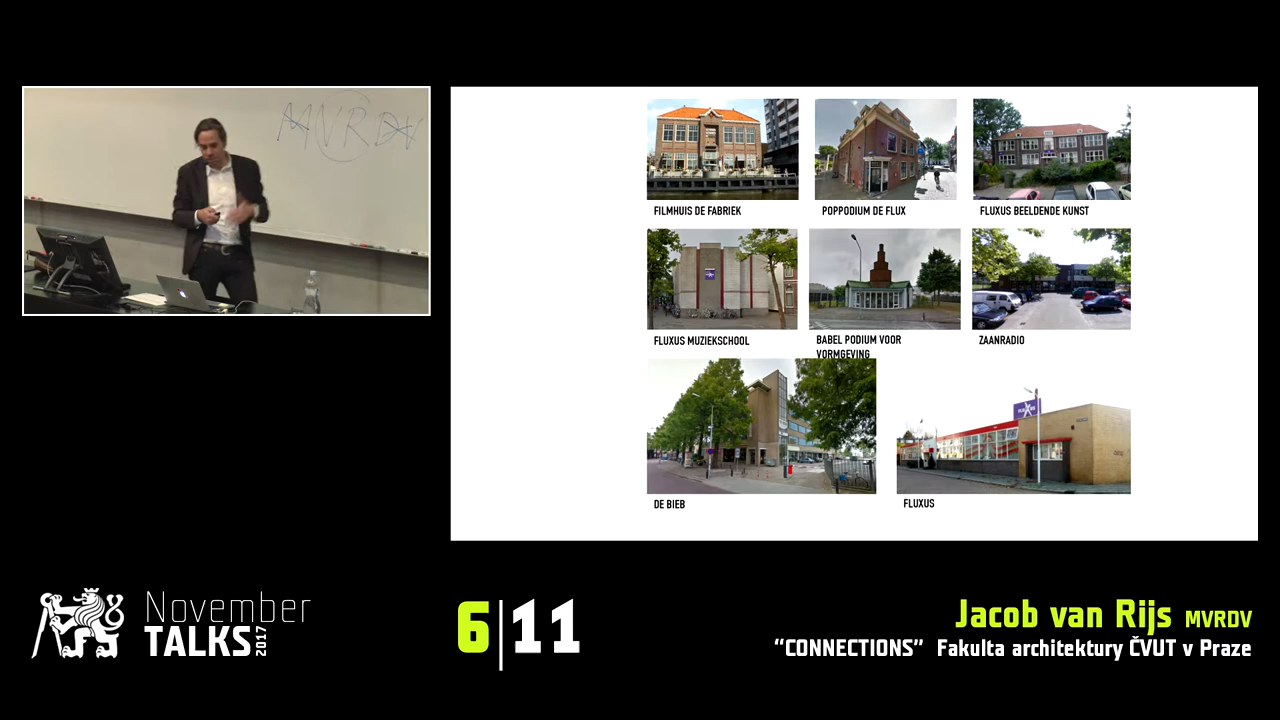 MVRDV
FILMHUIS DE FABRIEK
POPPODIUM DE FLUX
FLUXUS BEELDENDE KUNST
FLUXUS MUZIEKSCHOOL
BABEL PODIUM VOOR
VORMGEVING
ZAANRADIO
DE BIEB
FLUXUS
November
TALKS 2017
6|11
Jacob van Rijs MVRDV
“CONNECTIONS” Fakulta architektury ČVUT v Praze